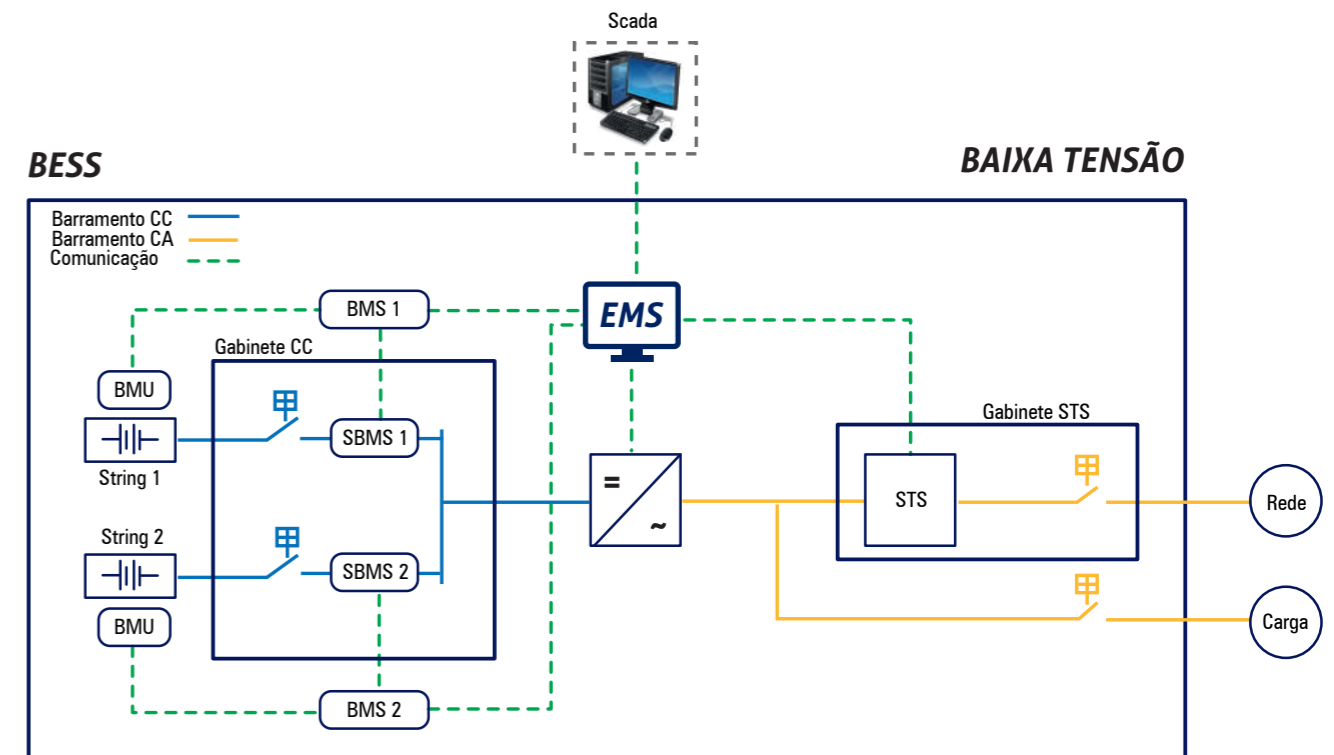 Scada
BESS
BAIXA TENSÃO
Barramento CC
Barramento CA
Comunicação
BMS 1
EMS
Gabinete CC
BMU
SBMS 1
String 1
Gabinete STS
=
~
STS
Rede
String 2
SBMS 2
BMU
Carga
BMS 2